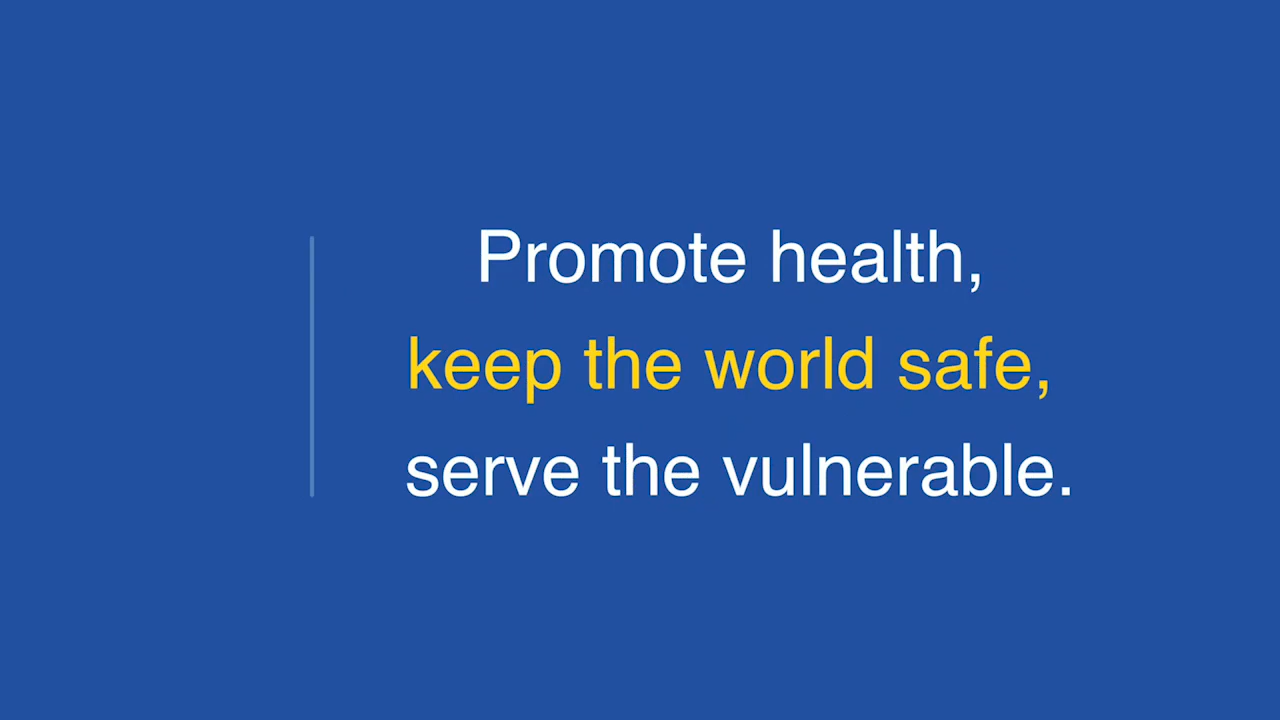 Promote health,
keep the world safe,
serve the vulnerable.